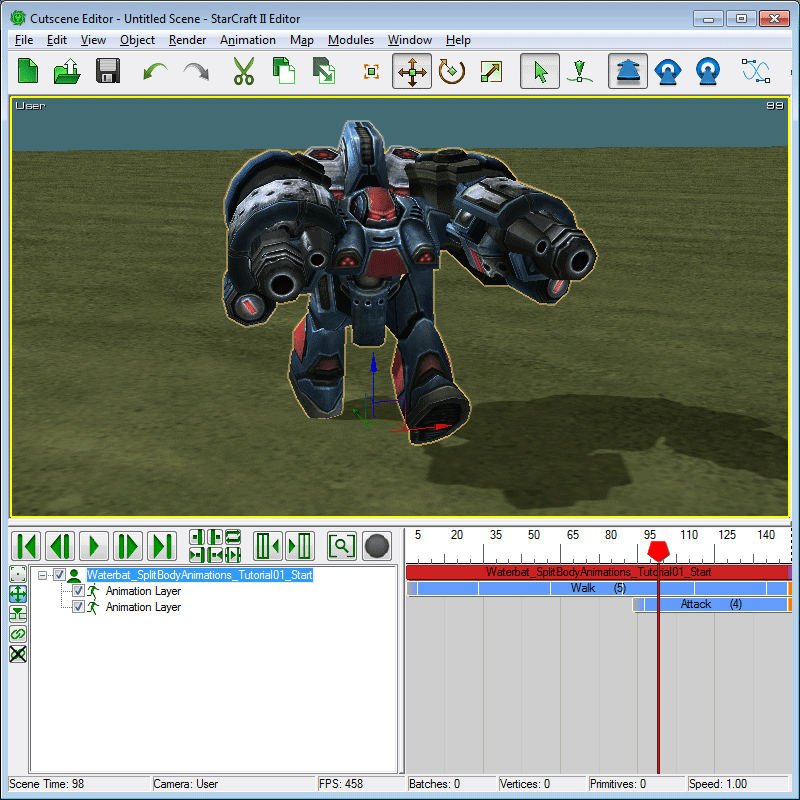 Cutscene Editor - Untitled Scene - StarCraft II Editor
File Edit View Object Render Animation Map Modules Window Help
User 99
5 20 35 50 65 80 95 110 125 140
Waterbat_SplitBodyAnimations_Tutorial01_Start
Animation Layer
Animation Layer
Waterbat_SplitBodyAnimations_Tutorial01_Start
Walk (5)
Attack (4)
Scene Time: 98 Camera: User FPS: 458 Batches: 0 Vertices: 0 Primitives: 0 Speed: 1.00